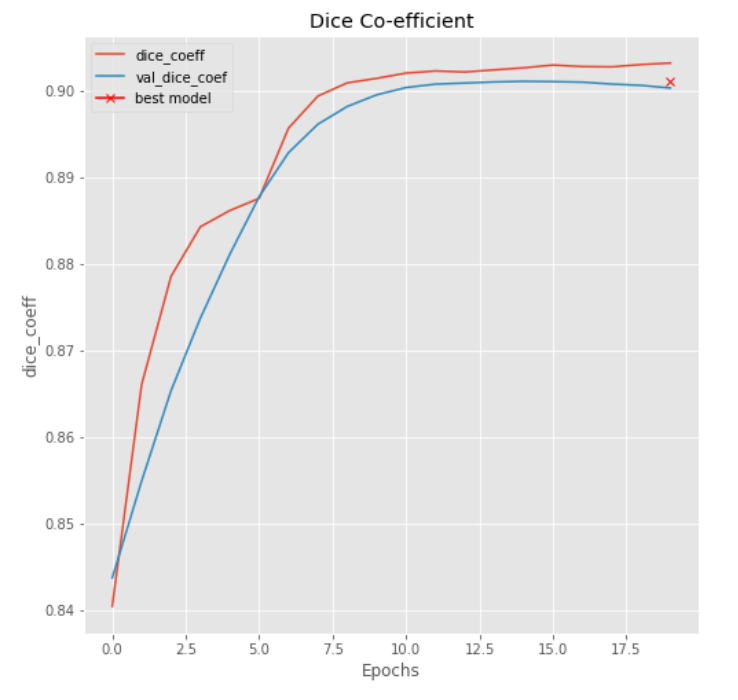 Dice Co-efficient
dice_coeff
val_dice_coef
best model
0.90
0.89
0.88
0.87
0.86
0.85
0.84
dice_coeff
0.0 2.5 5.0 7.5 10.0 12.5 15.0 17.5
Epochs